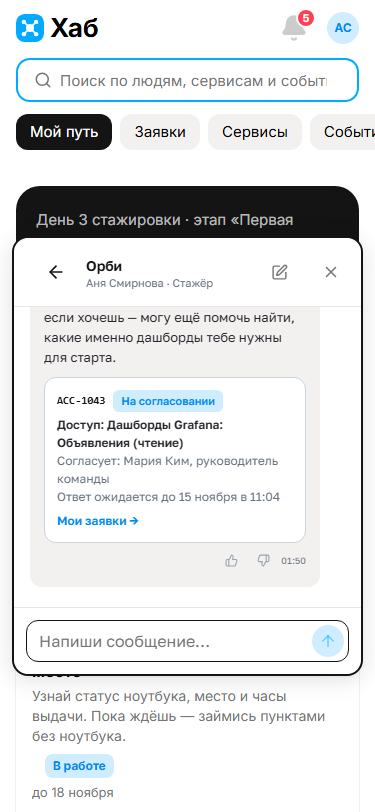 Хаб
5
АС
Поиск по людям, сервисам и событ
Мой путь
Заявки
Сервисы
Событи
День 3 стажировки · этап «Первая
Орби
Аня Смирнова · Стажёр
если хочешь — могу ещё помочь найти,
какие именно дашборды тебе нужны
для старта.
ACC-1043
На согласовании
Доступ: Дашборды Grafana:
Объявления (чтение)
Согласует: Мария Ким, руководитель
команды
Ответ ожидается до 15 ноября в 11:04
Мои заявки →
01:50
Напиши сообщение...
Узнай статус ноутбука, место и часы
выдачи. Пока ждёшь — займись пунктами
без ноутбука.
В работе
до 18 ноября